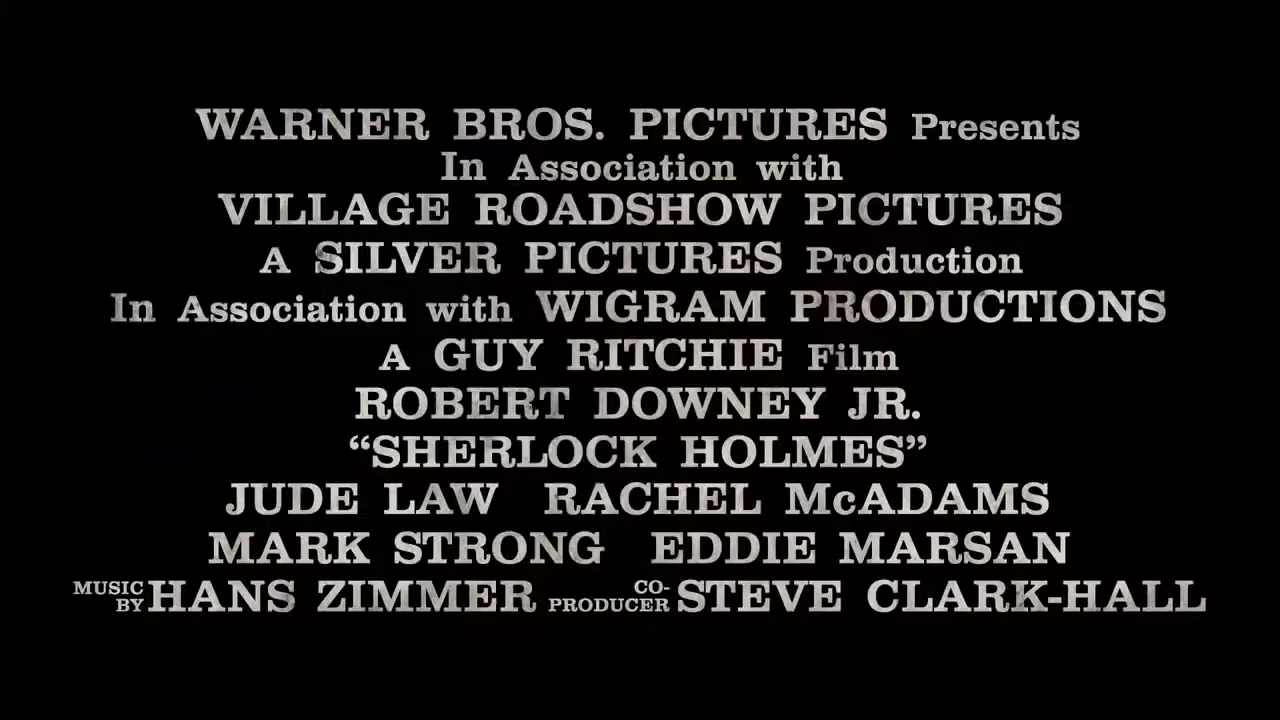 WARNER BROS. PICTURES Presents
In Association with
VILLAGE ROADSHOW PICTURES
A SILVER PICTURES Production
In Association with WIGRAM PRODUCTIONS
A GUY RITCHIE Film
ROBERT DOWNEY JR.
“SHERLOCK HOLMES”
JUDE LAW RACHEL McADAMS
MARK STRONG EDDIE MARSAN
MUSIC BY HANS ZIMMER CO-PRODUCER STEVE CLARK-HALL